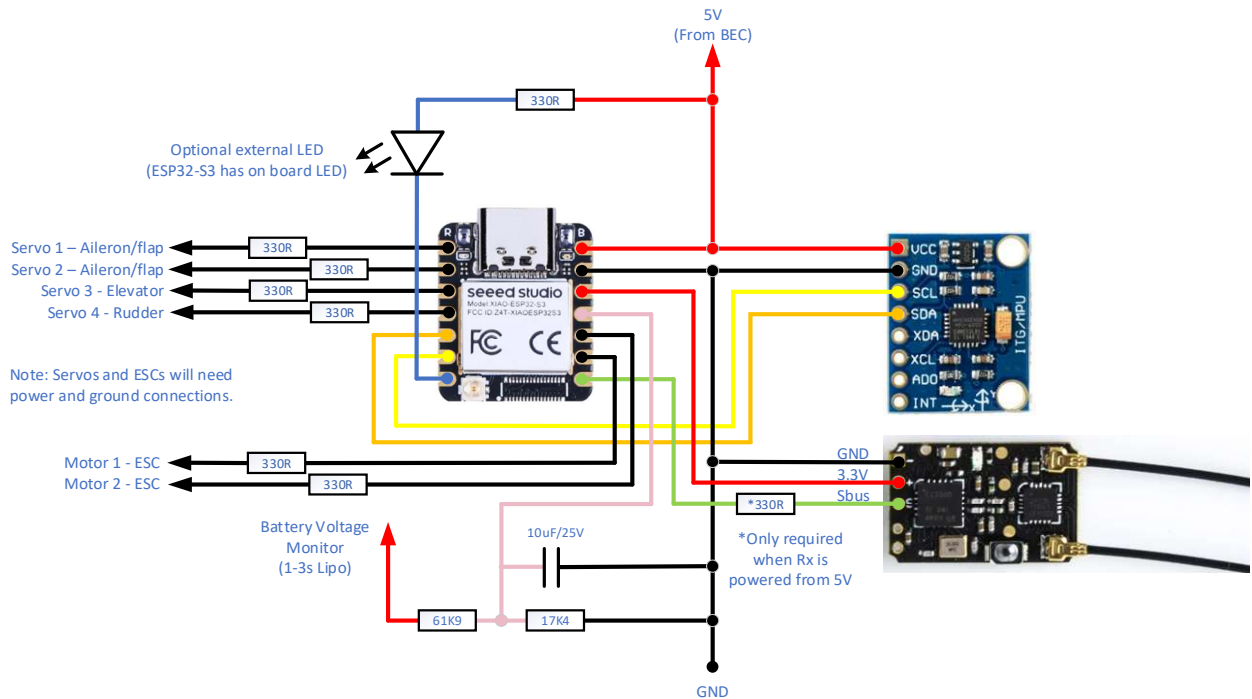 5V
(From BEC)
330R
Optional external LED
(ESP32-S3 has on board LED)
R
B
Servo 1 – Aileron/flap
330R
Servo 2 – Aileron/flap
330R
Servo 3 - Elevator
330R
Servo 4 - Rudder
330R
seeed studio
Model:XIAO-ESP32-S3
FCC ID:Z4T-XIAOESP32S3
FC CE
VCC
GND
SCL
SDA
XDA
XCL
ADO
INT
ITG/MPU
X
Y
Note: Servos and ESCs will need
power and ground connections.
Motor 1 - ESC
330R
Motor 2 - ESC
330R
GND
3.3V
Sbus
*330R
*Only required
when Rx is
powered from 5V
Battery Voltage
Monitor
(1-3s Lipo)
10uF/25V
61K9
17K4
GND